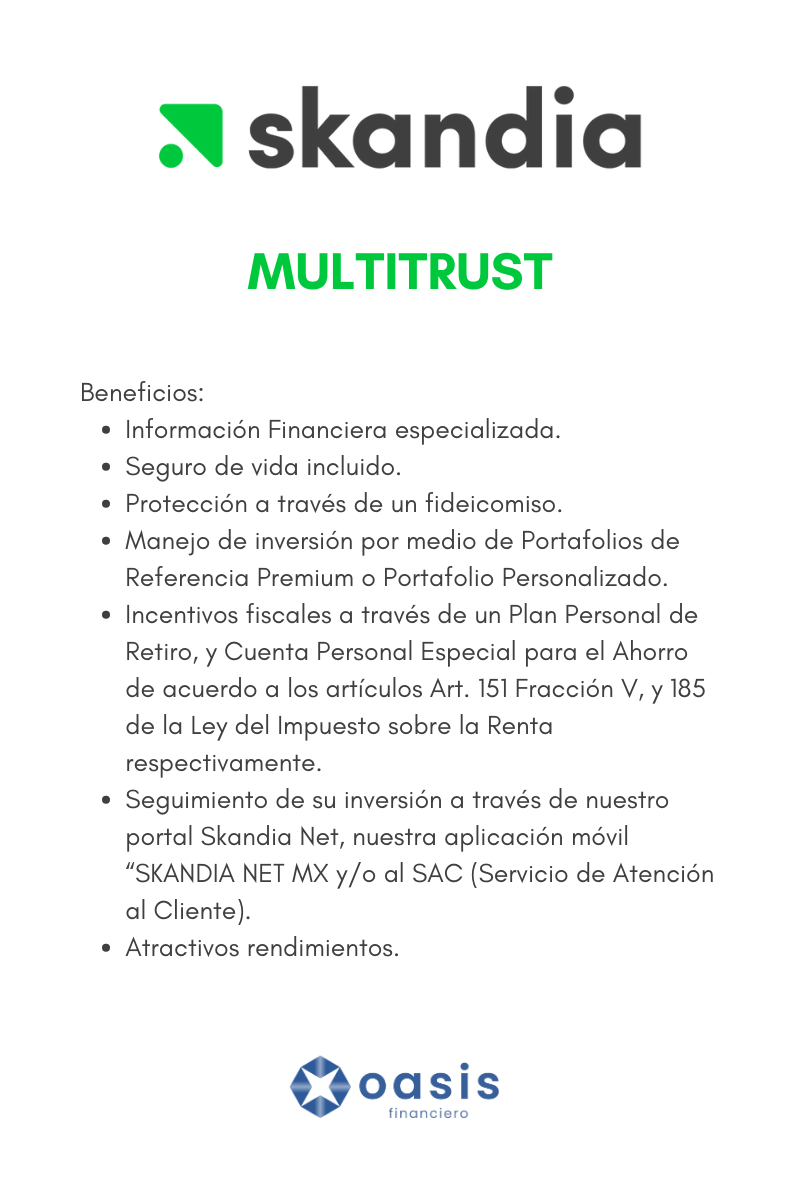 skandia
MULTITRUST
Beneficios:
• Información Financiera especializada.
• Seguro de vida incluido.
• Protección a través de un fideicomiso.
• Manejo de inversión por medio de Portafolios de
Referencia Premium o Portafolio Personalizado.
• Incentivos fiscales a través de un Plan Personal de
Retiro, y Cuenta Personal Especial para el Ahorro
de acuerdo a los artículos Art. 151 Fracción V, y 185
de la Ley del Impuesto sobre la Renta
respectivamente.
• Seguimiento de su inversión a través de nuestro
portal Skandia Net, nuestra aplicación móvil
“SKANDIA NET MX y/o al SAC (Servicio de Atención
al Cliente).
• Atractivos rendimientos.
oasis
financiero